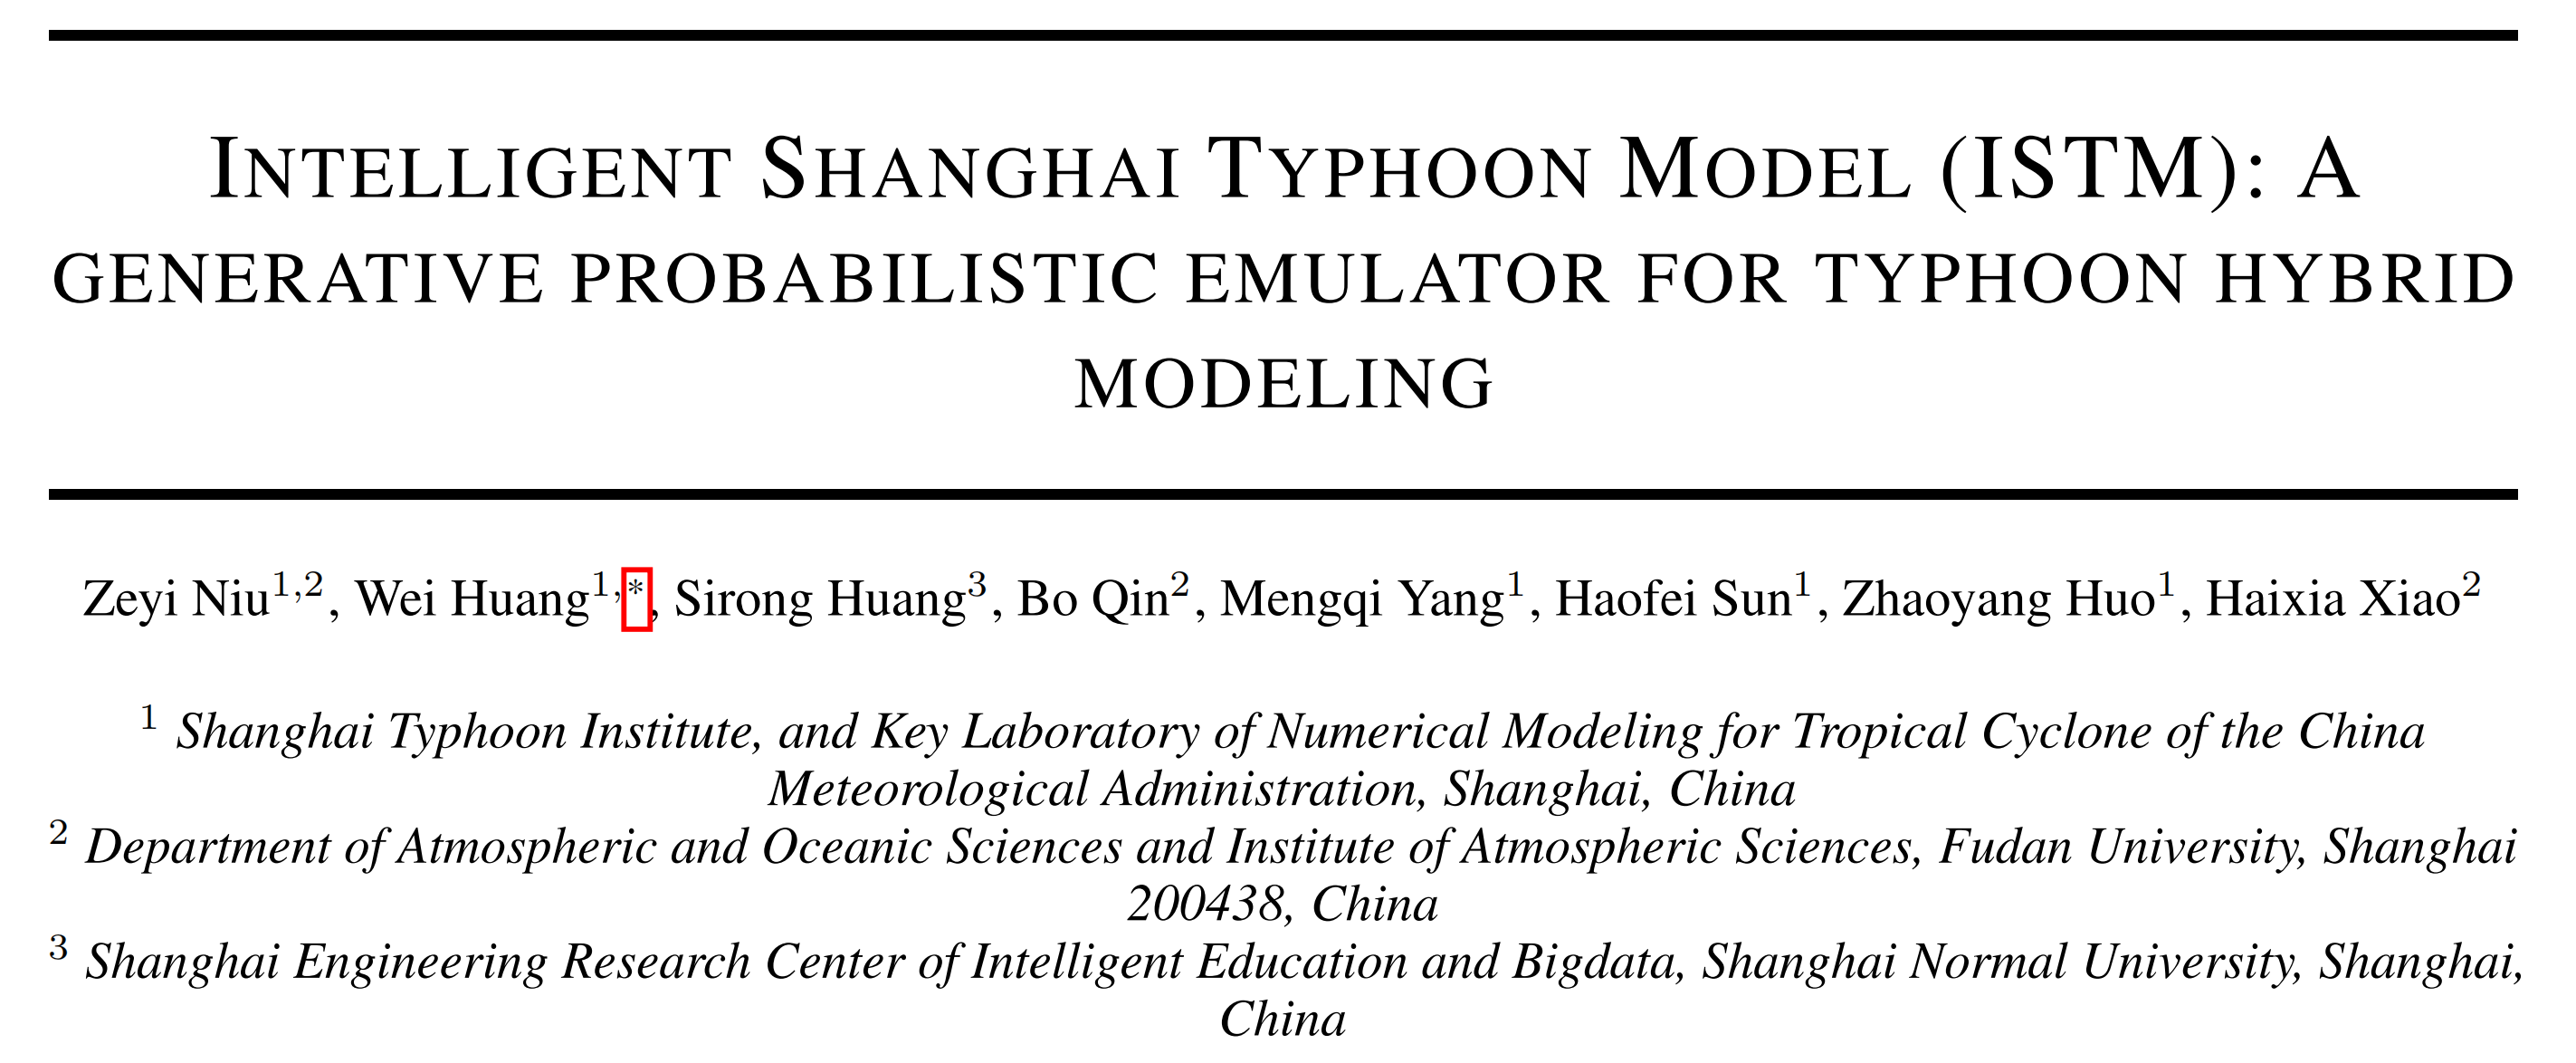 INTELLIGENT SHANGHAI TYPHOON MODEL (ISTM): A
GENERATIVE PROBABILISTIC EMULATOR FOR TYPHOON HYBRID
MODELING
Zeyi Niu1,2, Wei Huang1,*, Sirong Huang3, Bo Qin2, Mengqi Yang1, Haofei Sun1, Zhaoyang Huo1, Haixia Xiao2
1 Shanghai Typhoon Institute, and Key Laboratory of Numerical Modeling for Tropical Cyclone of the China
Meteorological Administration, Shanghai, China
2 Department of Atmospheric and Oceanic Sciences and Institute of Atmospheric Sciences, Fudan University, Shanghai
200438, China
3 Shanghai Engineering Research Center of Intelligent Education and Bigdata, Shanghai Normal University, Shanghai,
China